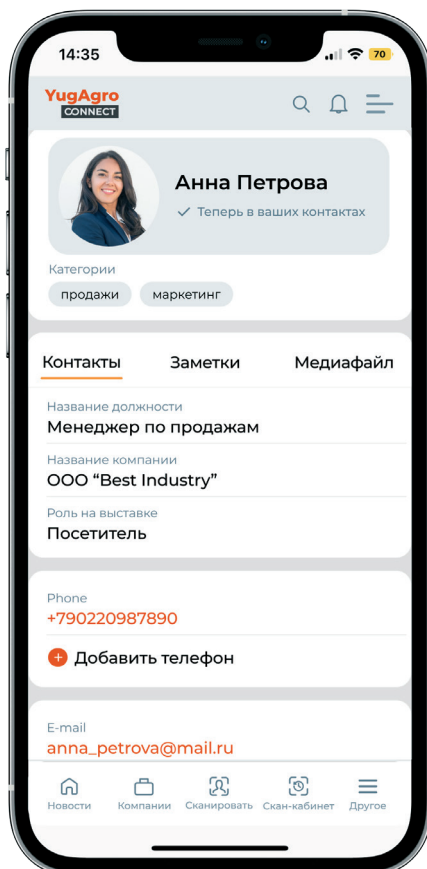 14:35
70
YugAgro
CONNECT
Анна Петрова
Теперь в ваших контактах
Категории
продажи маркетинг
Контакты Заметки Медиафайл
Название должности
Менеджер по продажам
Название компании
ООО “Best Industry”
Роль на выставке
Посетитель
Phone
+790220987890
Добавить телефон
E-mail
anna_petrova@mail.ru
Новости Компании Сканировать Скан-кабинет Другое